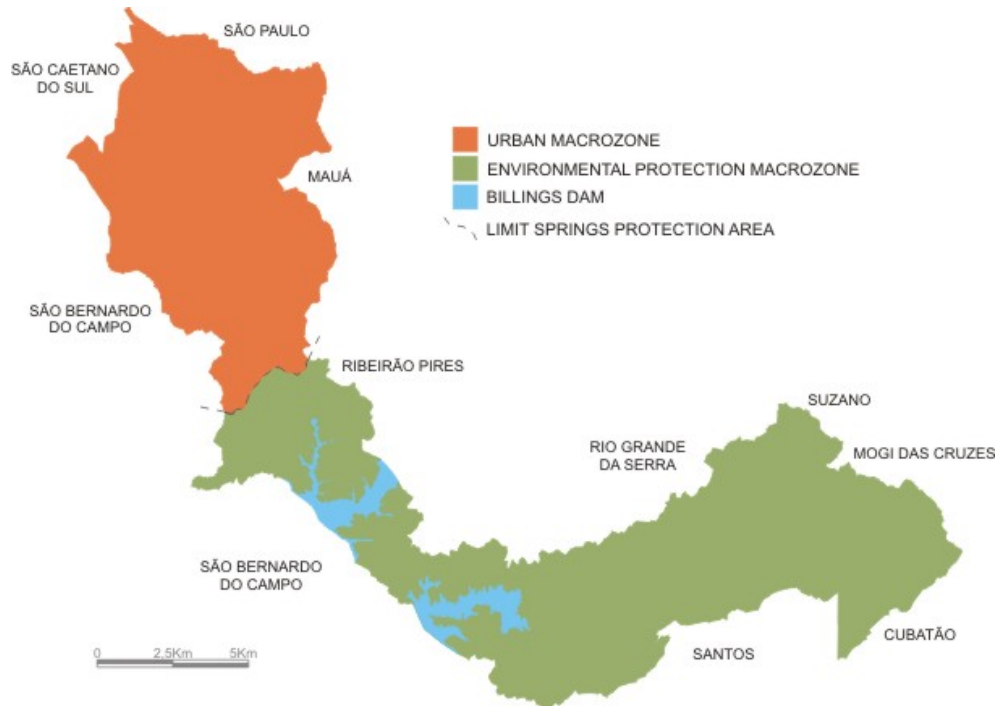 SÃO PAULO
SÃO CAETANO
DO SUL
URBAN MACROZONE
ENVIRONMENTAL PROTECTION MACROZONE
MAUÁ
BILLINGS DAM
LIMIT SPRINGS PROTECTION AREA
SÃO BERNARDO
DO CAMPO
RIBEIRÃO PIRES
SUZANO
RIO GRANDE
DA SERRA
MOGI DAS CRUZES
SÃO BERNARDO
DO CAMPO
CUBATÃO
SANTOS
0 2,5Km 5Km